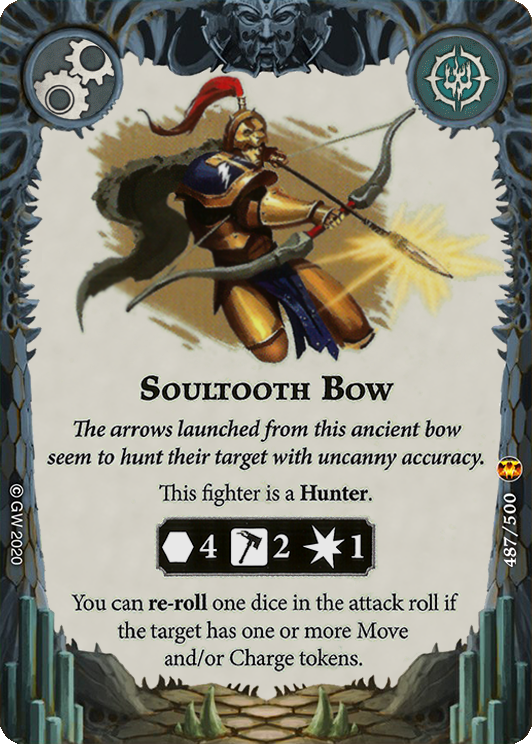 Soultooth Bow
The arrows launched from this ancient bow
seem to hunt their target with uncanny accuracy.
This fighter is a Hunter.
4 2 1
You can re-roll one dice in the attack roll if
the target has one or more Move
and/or Charge tokens.
© GW 2020
487/500